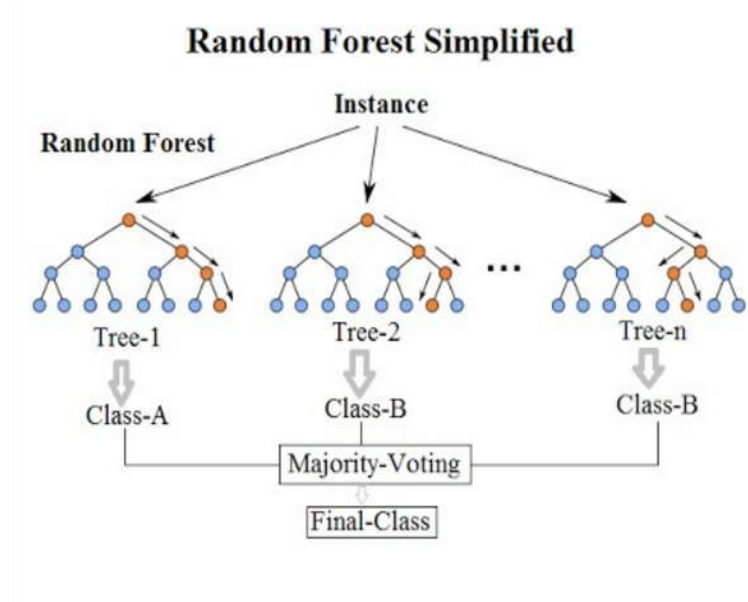 Random Forest Simplified
Instance
Random Forest
...
Tree-1
Tree-2
Tree-n
Class-A
Class-B
Class-B
Majority-Voting
Final-Class